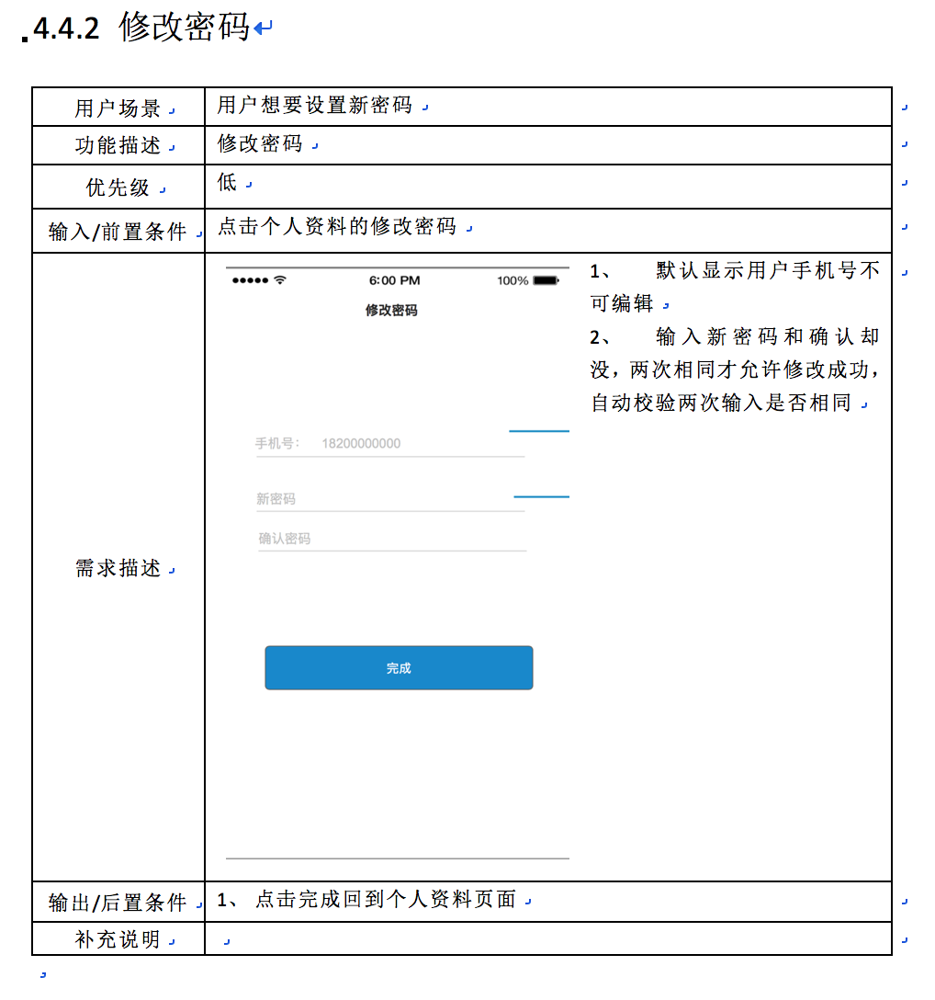 4.4.2 修改密码
用户场景
用户想要设置新密码
功能描述
修改密码
优先级
低
输入/前置条件
点击个人资料的修改密码
需求描述
6:00 PM
100%
修改密码
手机号： 18200000000
新密码
确认密码
完成
1、 默认显示用户手机号不
可编辑
2、 输入新密码和确认却
没，两次相同才允许修改成功，
自动校验两次输入是否相同
输出/后置条件
1、 点击完成回到个人资料页面
补充说明